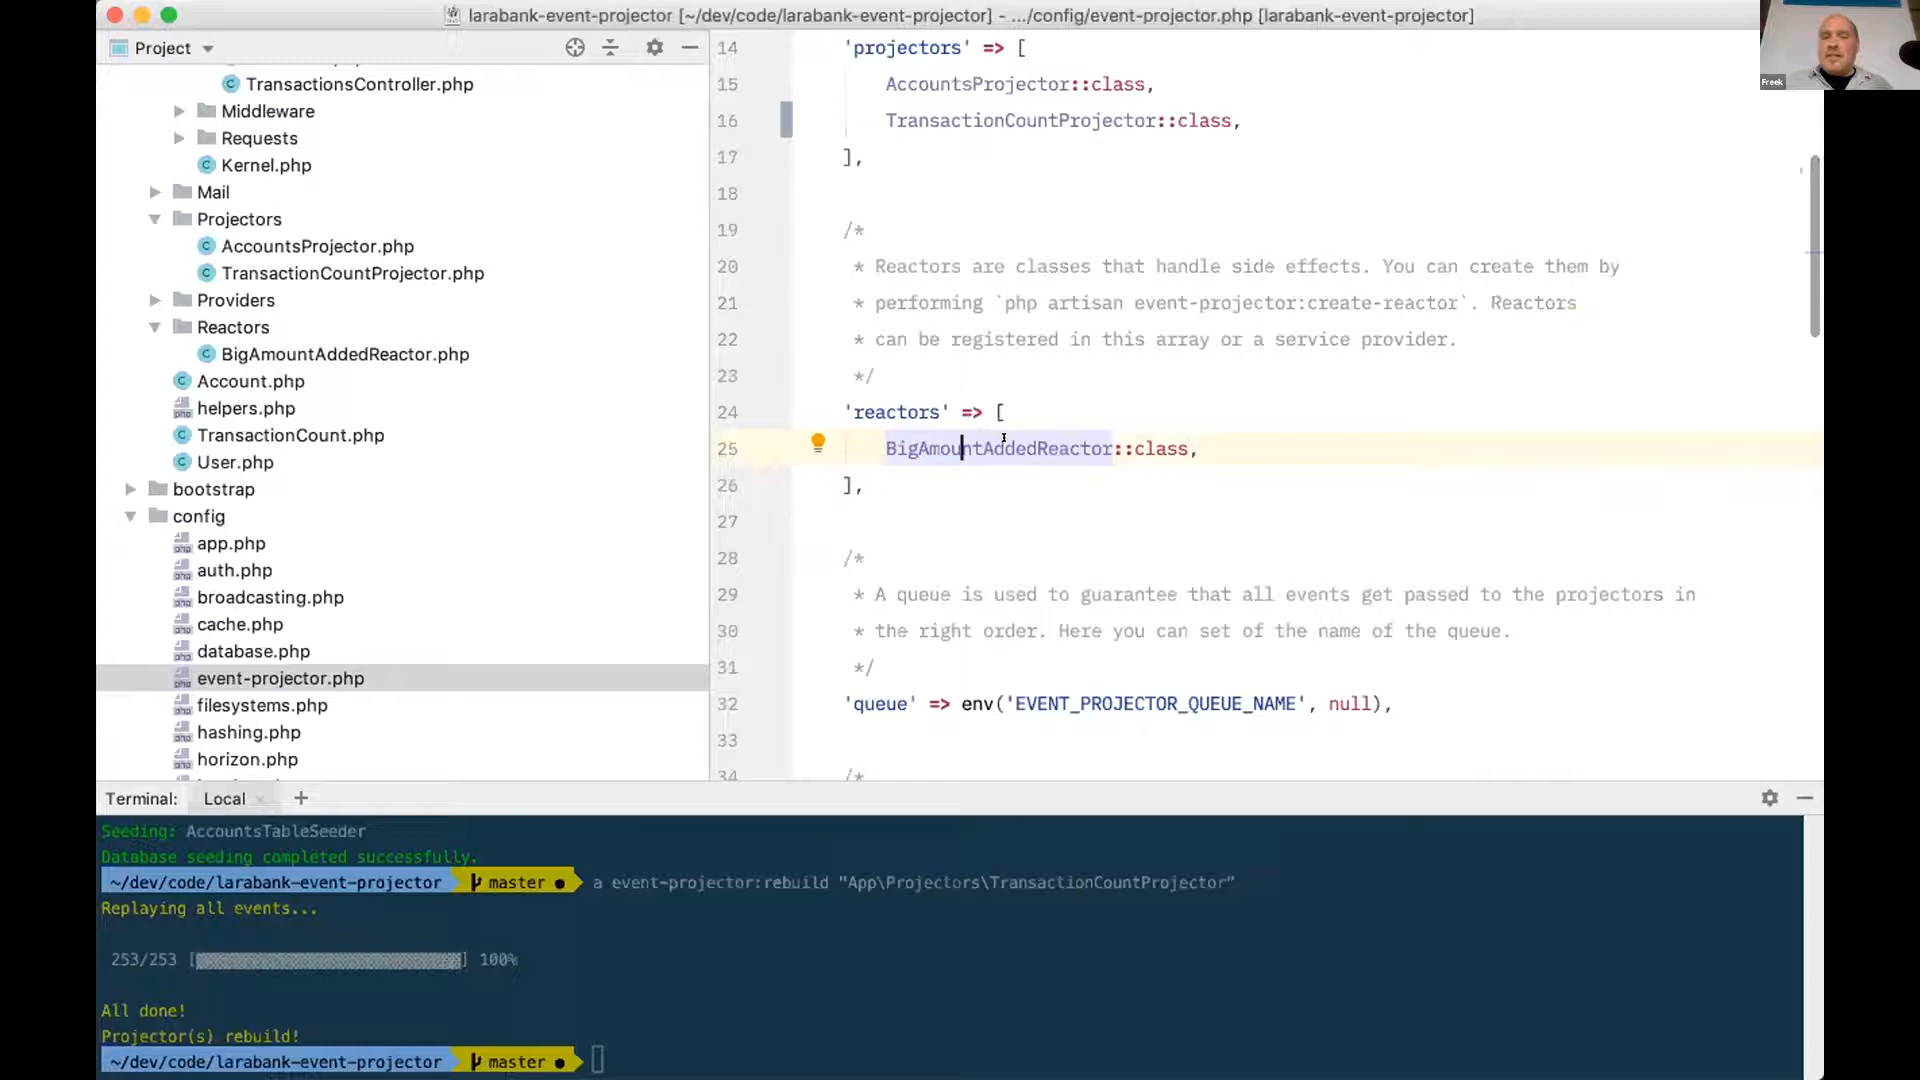 larabank-event-projector [~/dev/code/larabank-event-projector] - .../config/event-projector.php [larabank-event-projector]
Freek
Project
TransactionsController.php
Middleware
Requests
Kernel.php
Mail
Projectors
AccountsProjector.php
TransactionCountProjector.php
Providers
Reactors
BigAmountAddedReactor.php
Account.php
helpers.php
TransactionCount.php
User.php
bootstrap
config
app.php
auth.php
broadcasting.php
cache.php
database.php
event-projector.php
filesystems.php
hashing.php
horizon.php
14 'projectors' => [
15 AccountsProjector::class,
16 TransactionCountProjector::class,
17 ],
18
19 /*
20 * Reactors are classes that handle side effects. You can create them by
21 * performing `php artisan event-projector:create-reactor`. Reactors
22 * can be registered in this array or a service provider.
23 */
24 'reactors' => [
25 BigAmountAddedReactor::class,
26 ],
27
28 /*
29 * A queue is used to guarantee that all events get passed to the projectors in
30 * the right order. Here you can set of the name of the queue.
31 */
32 'queue' => env('EVENT_PROJECTOR_QUEUE_NAME', null),
33
34 /*
Terminal: Local × +
Seeding: AccountsTableSeeder
Database seeding completed successfully.
~/dev/code/larabank-event-projector master ● a event-projector:rebuild "App\Projectors\TransactionCountProjector"
Replaying all events...
253/253 [ ] 100%
All done!
Projector(s) rebuild!
~/dev/code/larabank-event-projector master ●